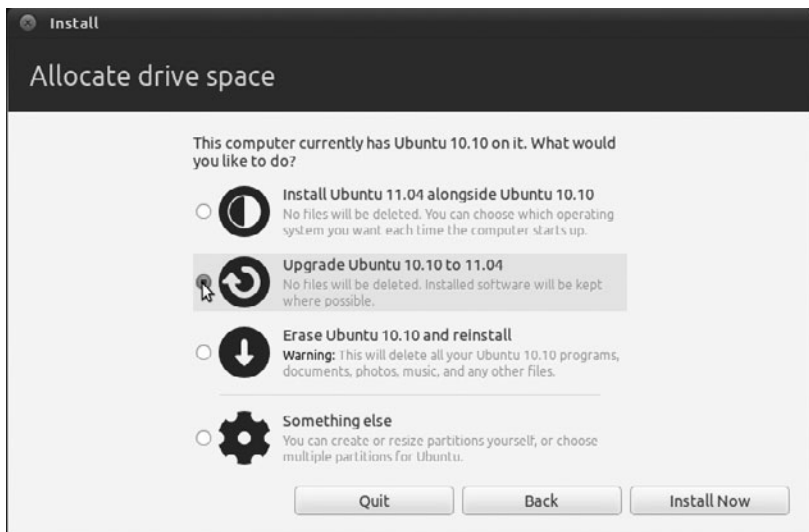 Install
Allocate drive space
This computer currently has Ubuntu 10.10 on it. What would
you like to do?
Install Ubuntu 11.04 alongside Ubuntu 10.10
No files will be deleted. You can choose which operating
system you want each time the computer starts up.
Upgrade Ubuntu 10.10 to 11.04
No files will be deleted. Installed software will be kept
where possible.
Erase Ubuntu 10.10 and reinstall
Warning: This will delete all your Ubuntu 10.10 programs,
documents, photos, music, and any other files.
Something else
You can create or resize partitions yourself, or choose
multiple partitions for Ubuntu.
Quit
Back
Install Now